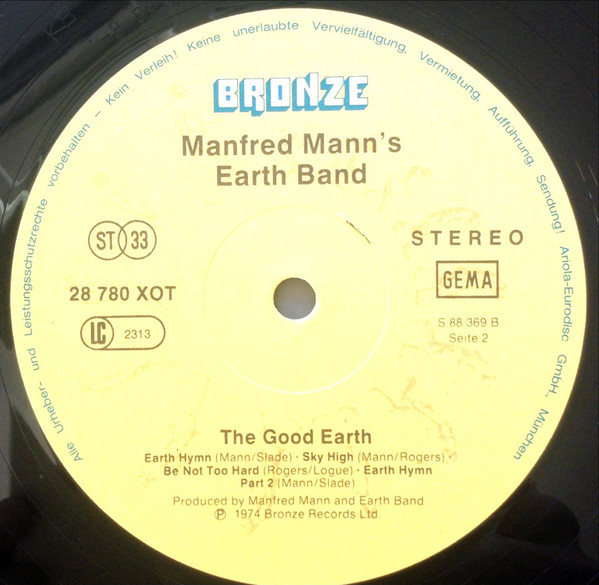 Alle Urheber- und Leistungsschutzrechte vorbehalten – Kein Verleih! Keine unerlaubte Vervielfältigung, Vermietung, Aufführung, Sendung! Ariola-Eurodisc GmbH, München
BRONZE
Manfred Mann's
Earth Band
ST 33
STEREO
28 780 XOT
GEMA
LC 2313
S 88 369 B
Seite 2
The Good Earth
Earth Hymn (Mann/Slade) · Sky High (Mann/Rogers) ·
Be Not Too Hard (Rogers/Logue) · Earth Hymn
Part 2 (Mann/Slade)
Produced by Manfred Mann and Earth Band
℗ 1974 Bronze Records Ltd.